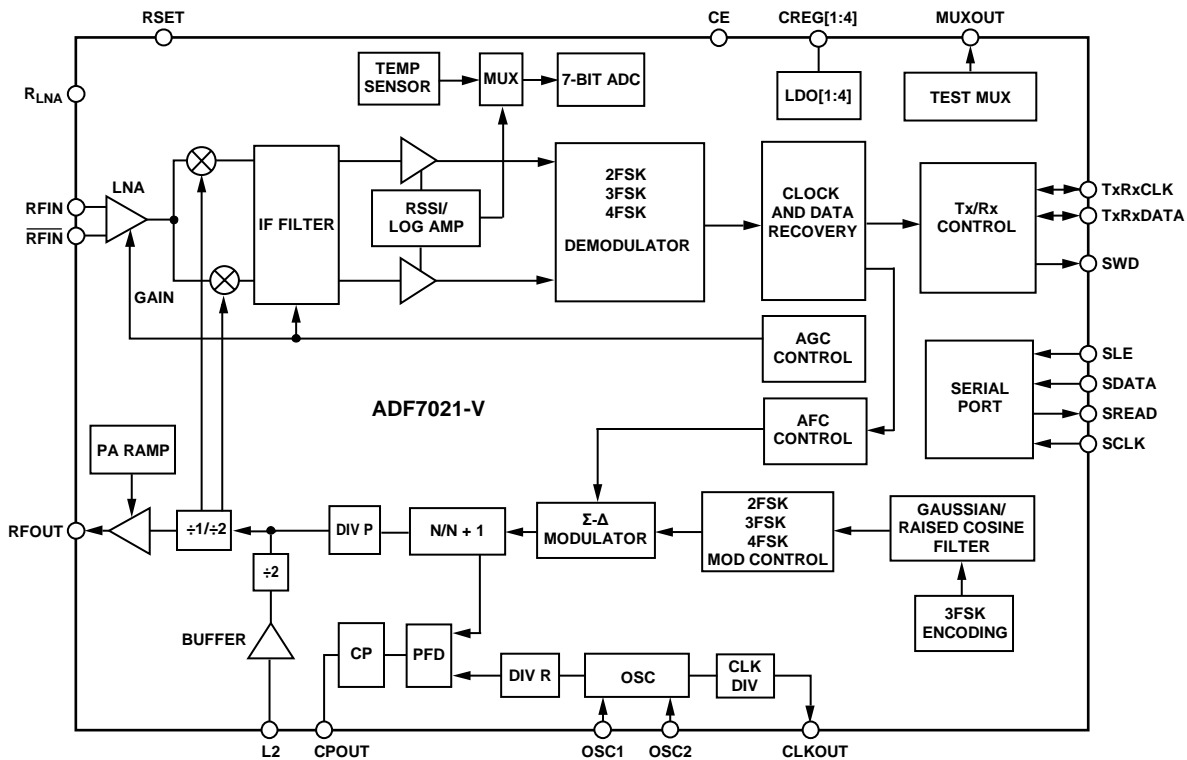 RSET
CE
CREG[1:4]
MUXOUT
TEMP
SENSOR
MUX
7-BIT ADC
LDO[1:4]
TEST MUX
RLNA
LNA
RFIN
RFIN
GAIN
IF FILTER
RSSI/
LOG AMP
2FSK
3FSK
4FSK
DEMODULATOR
CLOCK
AND DATA
RECOVERY
Tx/Rx
CONTROL
TxRxCLK
TxRxDATA
SWD
AGC
CONTROL
SERIAL
PORT
SLE
SDATA
SREAD
SCLK
ADF7021-V
AFC
CONTROL
PA RAMP
RFOUT
÷1/÷2
DIV P
N/N + 1
Σ-Δ
MODULATOR
2FSK
3FSK
4FSK
MOD CONTROL
GAUSSIAN/
RAISED COSINE
FILTER
÷2
3FSK
ENCODING
BUFFER
CP
PFD
DIV R
OSC
CLK
DIV
L2
CPOUT
OSC1
OSC2
CLKOUT